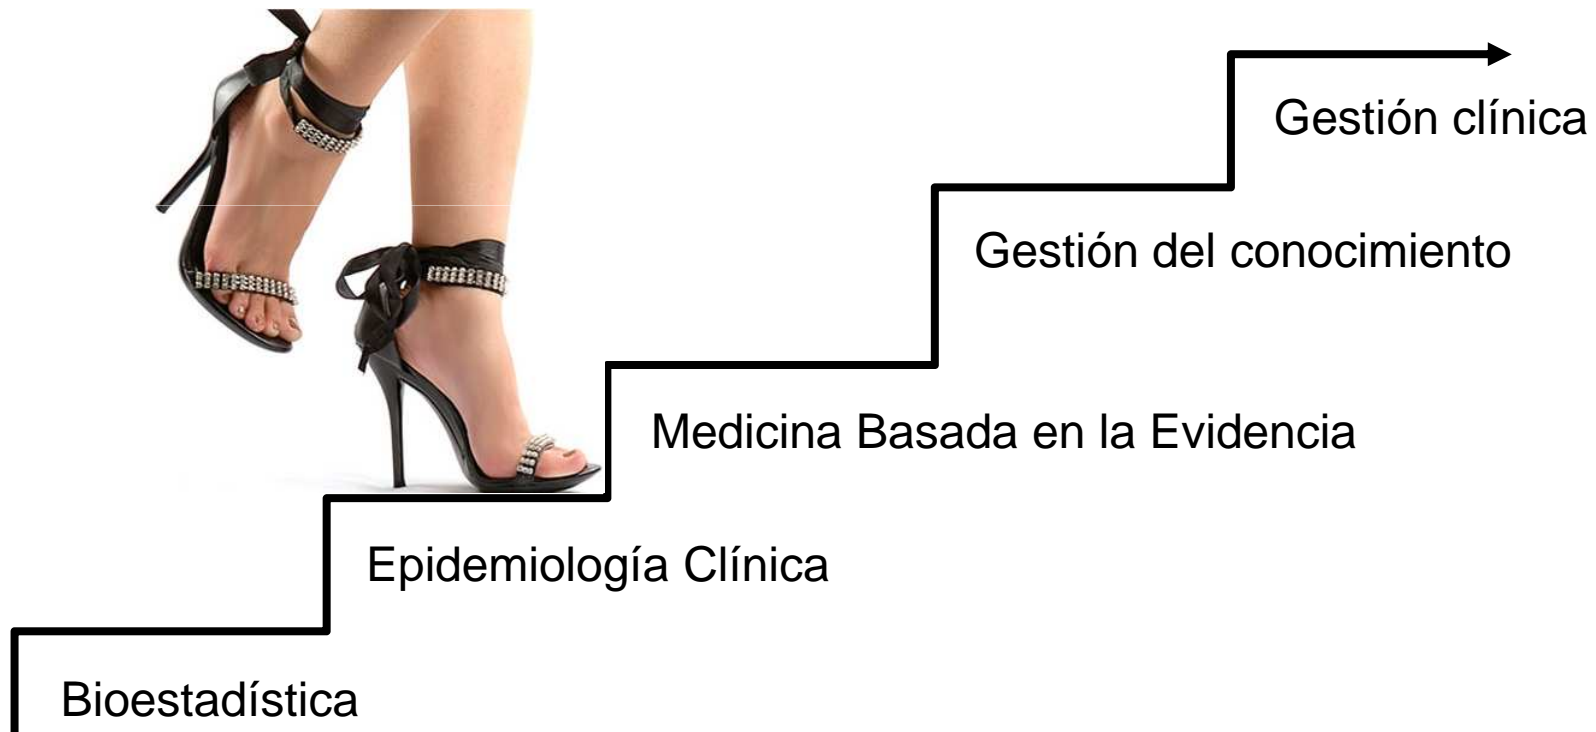 Gestión clínica
Gestión del conocimiento
Medicina Basada en la Evidencia
Epidemiología Clínica
Bioestadística